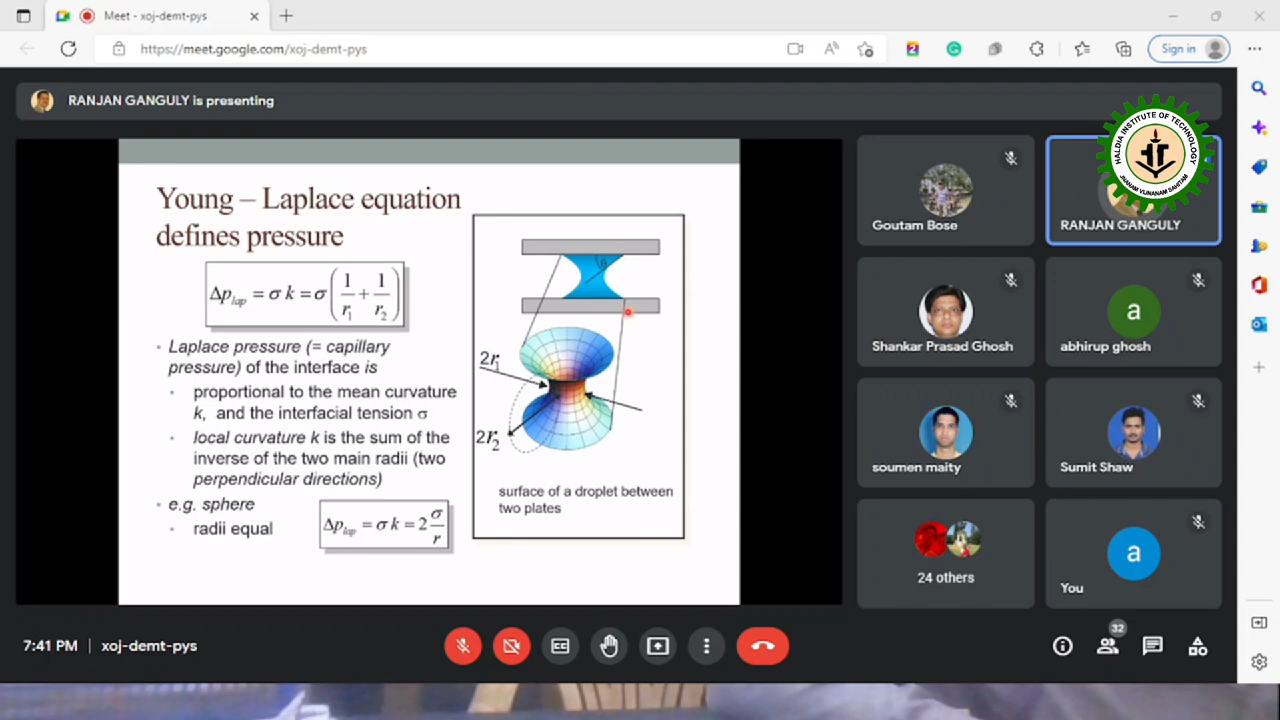 Meet - xoj-demt-pys
https://meet.google.com/xoj-demt-pys
Sign in
RANJAN GANGULY is presenting
Young – Laplace equation
defines pressure
Δp_lap = σ k = σ (1/r₁ + 1/r₂)
• Laplace pressure (= capillary
pressure) of the interface is
• proportional to the mean curvature
k, and the interfacial tension σ
• local curvature k is the sum of the
inverse of the two main radii (two
perpendicular directions)
• e.g. sphere
• radii equal
Δp_lap = σ k = 2 σ/r
θ
2r₁
2r₂
surface of a droplet between
two plates
HALDIA INSTITUTE OF TECHNOLOGY
Goutam Bose
RANJAN GANGULY
Shankar Prasad Ghosh
a
abhirup ghosh
soumen maity
Sumit Shaw
24 others
a
You
7:41 PM
xoj-demt-pys
32